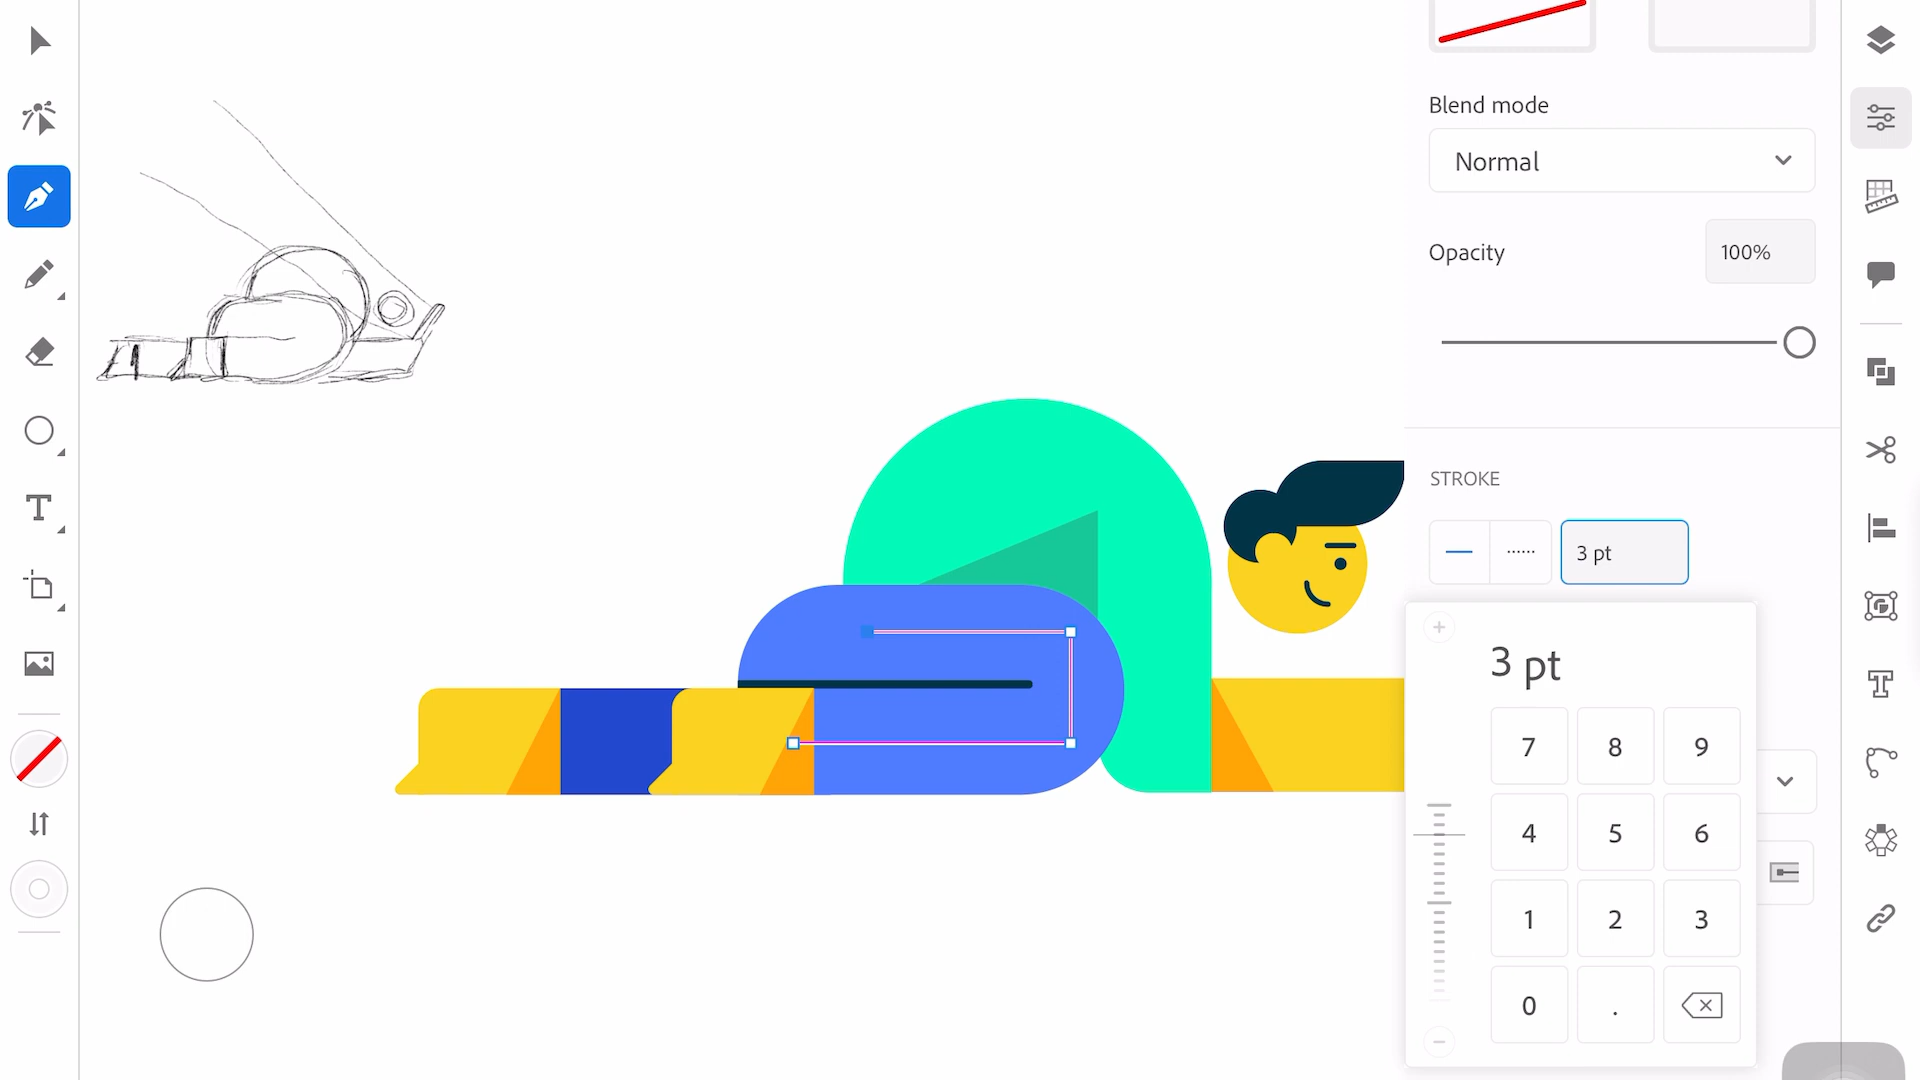 Blend mode
Normal
Opacity
100%
STROKE
3 pt
3 pt
7 8 9
4 5 6
1 2 3
0 .